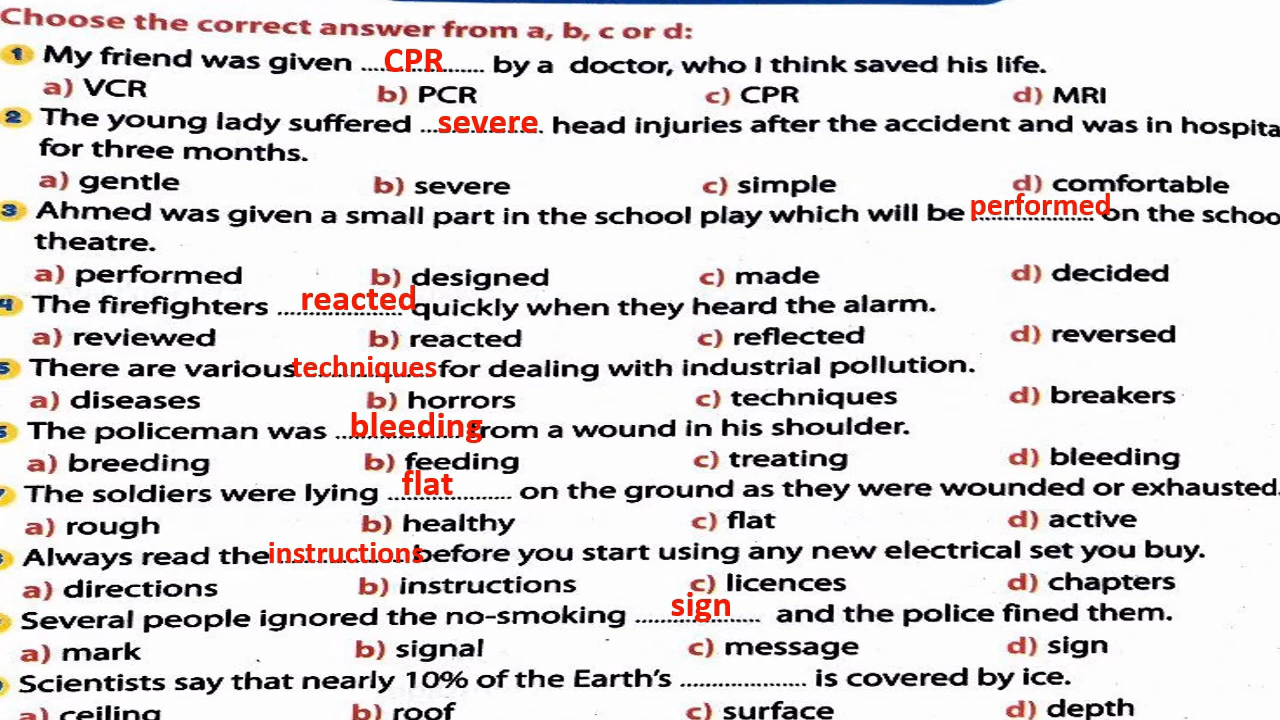 Choose the correct answer from a, b, c or d:
1 My friend was given ....CPR.... by a doctor, who I think saved his life.
a) VCR b) PCR c) CPR d) MRI
2 The young lady suffered ...severe... head injuries after the accident and was in hospita
for three months.
a) gentle b) severe c) simple d) comfortable
3 Ahmed was given a small part in the school play which will be performed on the schoo
theatre.
a) performed b) designed c) made d) decided
4 The firefighters ...reacted quickly when they heard the alarm.
a) reviewed b) reacted c) reflected d) reversed
5 There are various techniques for dealing with industrial pollution.
a) diseases b) horrors c) techniques d) breakers
The policeman was ..bleeding from a wound in his shoulder.
a) breeding b) feeding c) treating d) bleeding
The soldiers were lying ...flat... on the ground as they were wounded or exhausted.
a) rough b) healthy c) flat d) active
Always read the instructions before you start using any new electrical set you buy.
a) directions b) instructions c) licences d) chapters
Several people ignored the no-smoking ....sign.... and the police fined them.
a) mark b) signal c) message d) sign
Scientists say that nearly 10% of the Earth's .................... is covered by ice.
a) ceiling b) roof c) surface d) depth